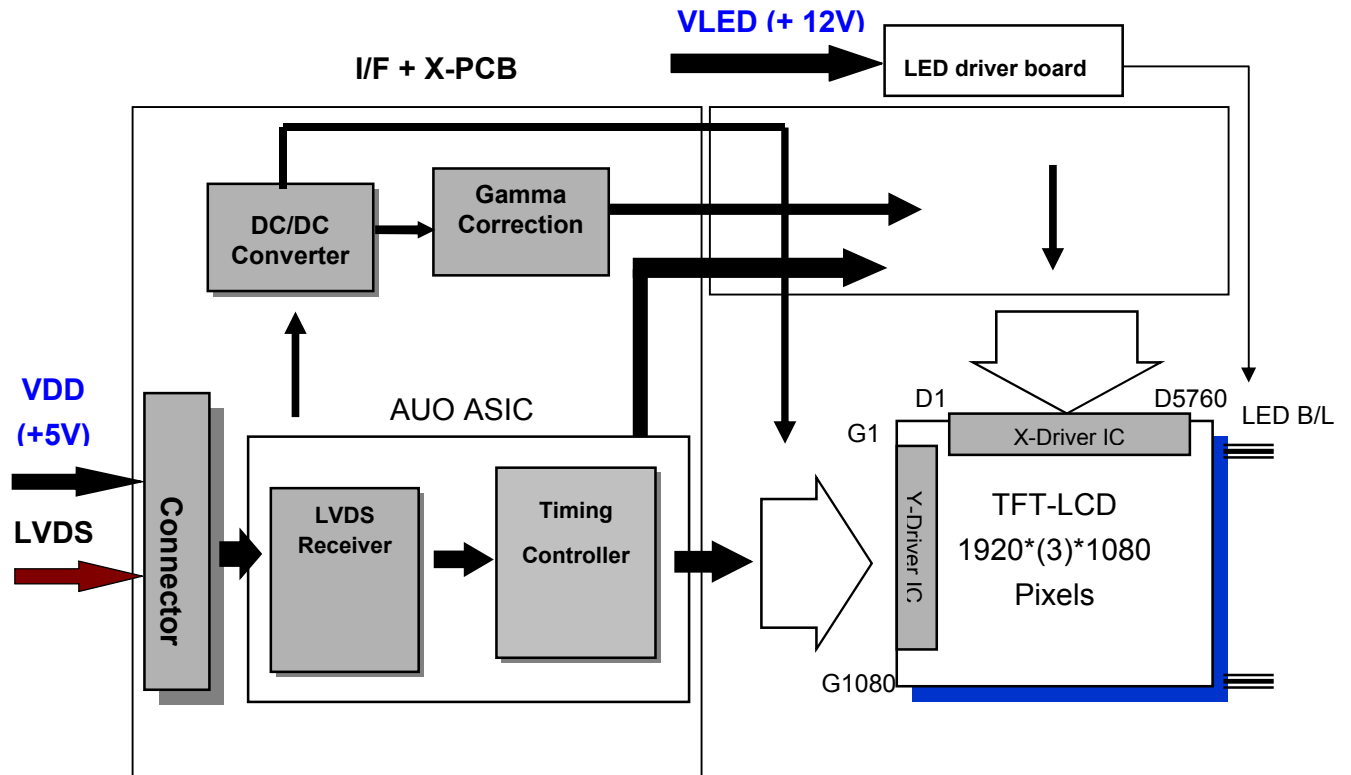 VLED (+ 12V)
I/F + X-PCB
LED driver board
Gamma
Correction
DC/DC
Converter
VDD
(+5V)
AUO ASIC
D1
D5760
LED B/L
G1
X-Driver IC
LVDS
Connector
LVDS
Receiver
Timing
Controller
Y-Driver IC
TFT-LCD
1920*(3)*1080
Pixels
G1080